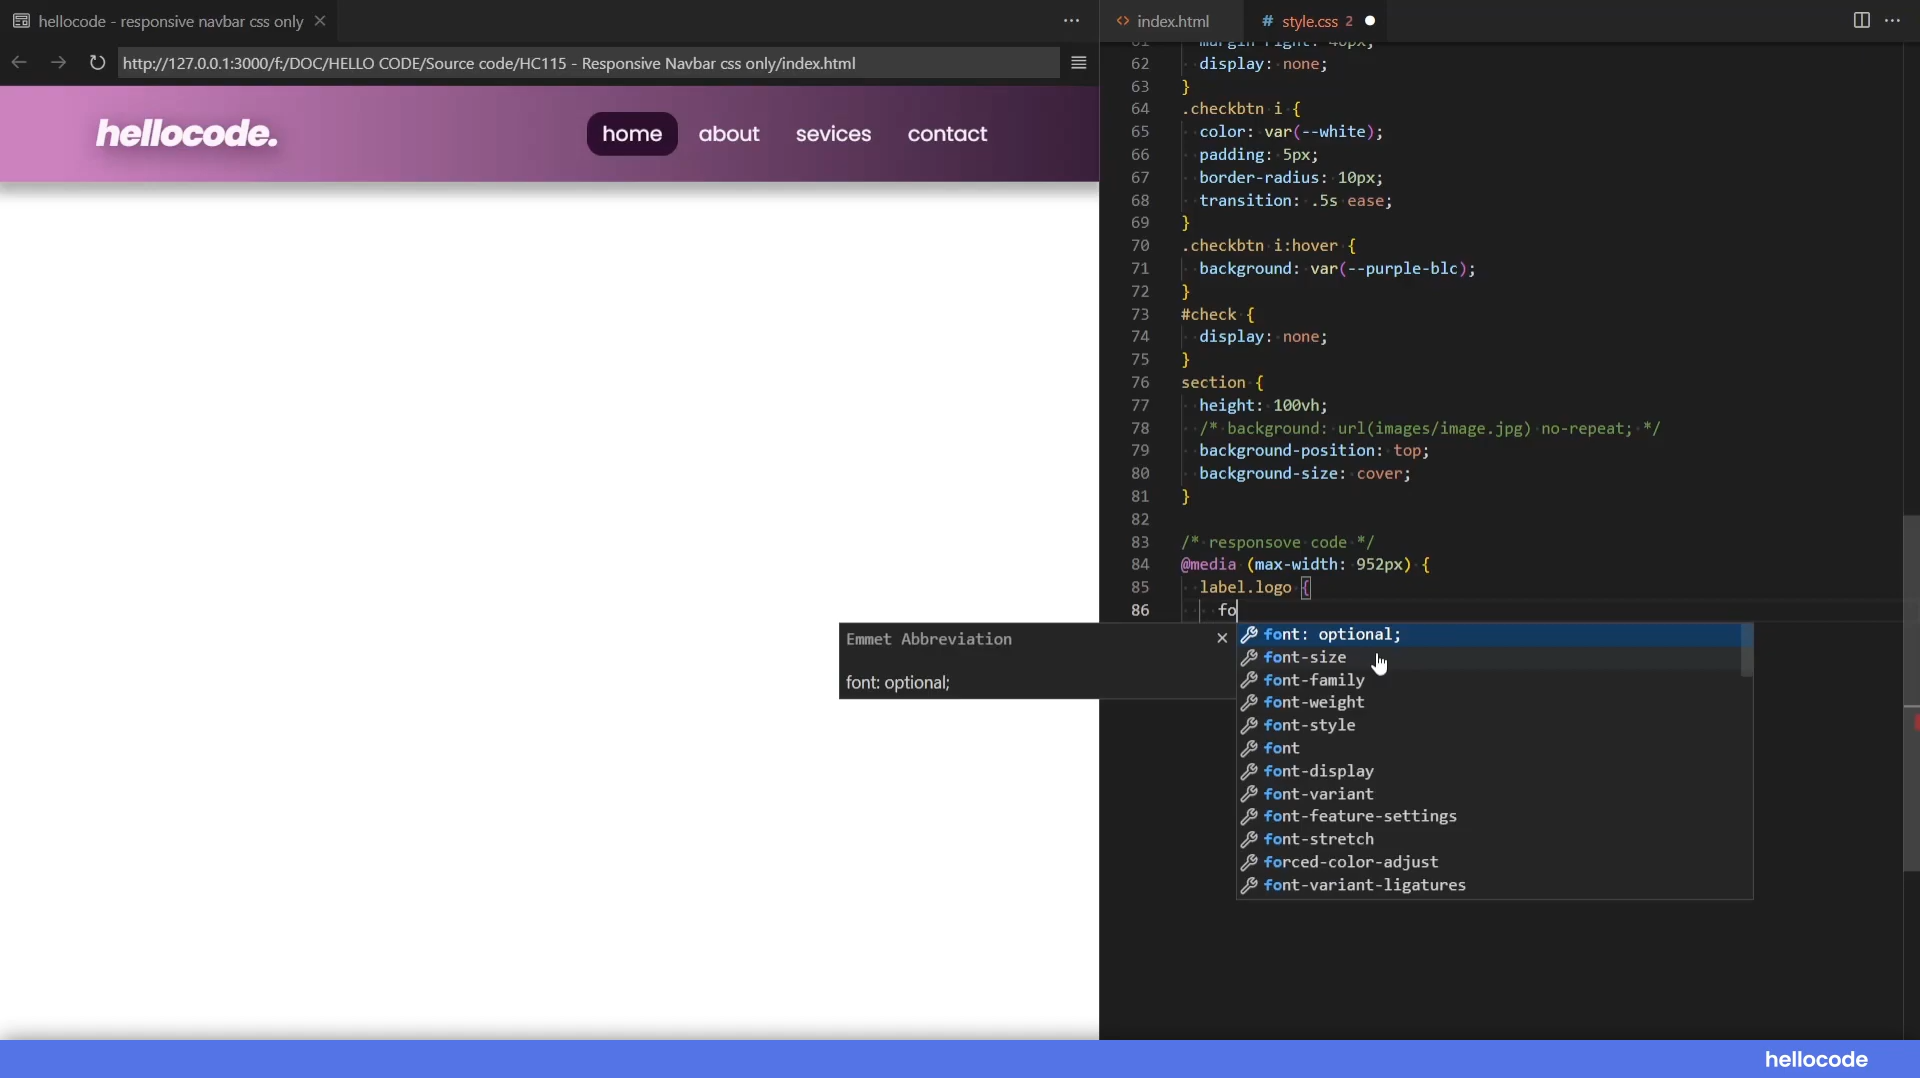 hellocode - responsive navbar css only
index.html
style.css 2
http://127.0.0.1:3000/f:/DOC/HELLO CODE/Source code/HC115 - Responsive Navbar css only/index.html
hellocode.
home about sevices contact
61 margin-right: 40px;
62 display: none;
63 }
64 .checkbtn i {
65 color: var(--white);
66 padding: 5px;
67 border-radius: 10px;
68 transition: .5s ease;
69 }
70 .checkbtn i:hover {
71 background: var(--purple-blc);
72 }
73 #check {
74 display: none;
75 }
76 section {
77 height: 100vh;
78 /* background: url(images/image.jpg) no-repeat; */
79 background-position: top;
80 background-size: cover;
81 }
82
83 /* responsove code */
84 @media (max-width: 952px) {
85 label.logo {
86 fo
Emmet Abbreviation
font: optional;
font: optional;
font-size
font-family
font-weight
font-style
font
font-display
font-variant
font-feature-settings
font-stretch
forced-color-adjust
font-variant-ligatures
hellocode